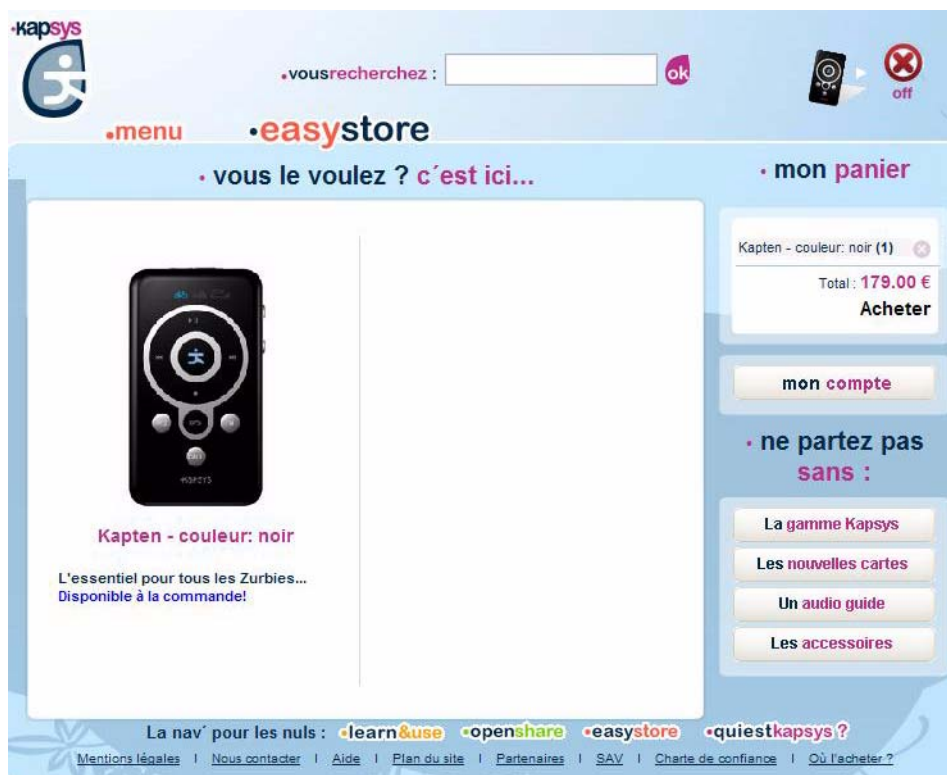 •kapsys
•vousrecherchez :
ok
off
•menu
•easystore
• vous le voulez ? c´est ici...
• mon panier
Kapten - couleur: noir (1)
Total : 179.00 €
Acheter
mon compte
• ne partez pas
sans :
La gamme Kapsys
Les nouvelles cartes
Un audio guide
Les accessoires
KAPSYS
Kapten - couleur: noir
L'essentiel pour tous les Zurbies...
Disponible à la commande!
La nav´ pour les nuls : •learn&use •openshare •easystore •quiestkapsys ?
Mentions légales I Nous contacter I Aide I Plan du site I Partenaires I SAV I Charte de confiance I Où l'acheter ?